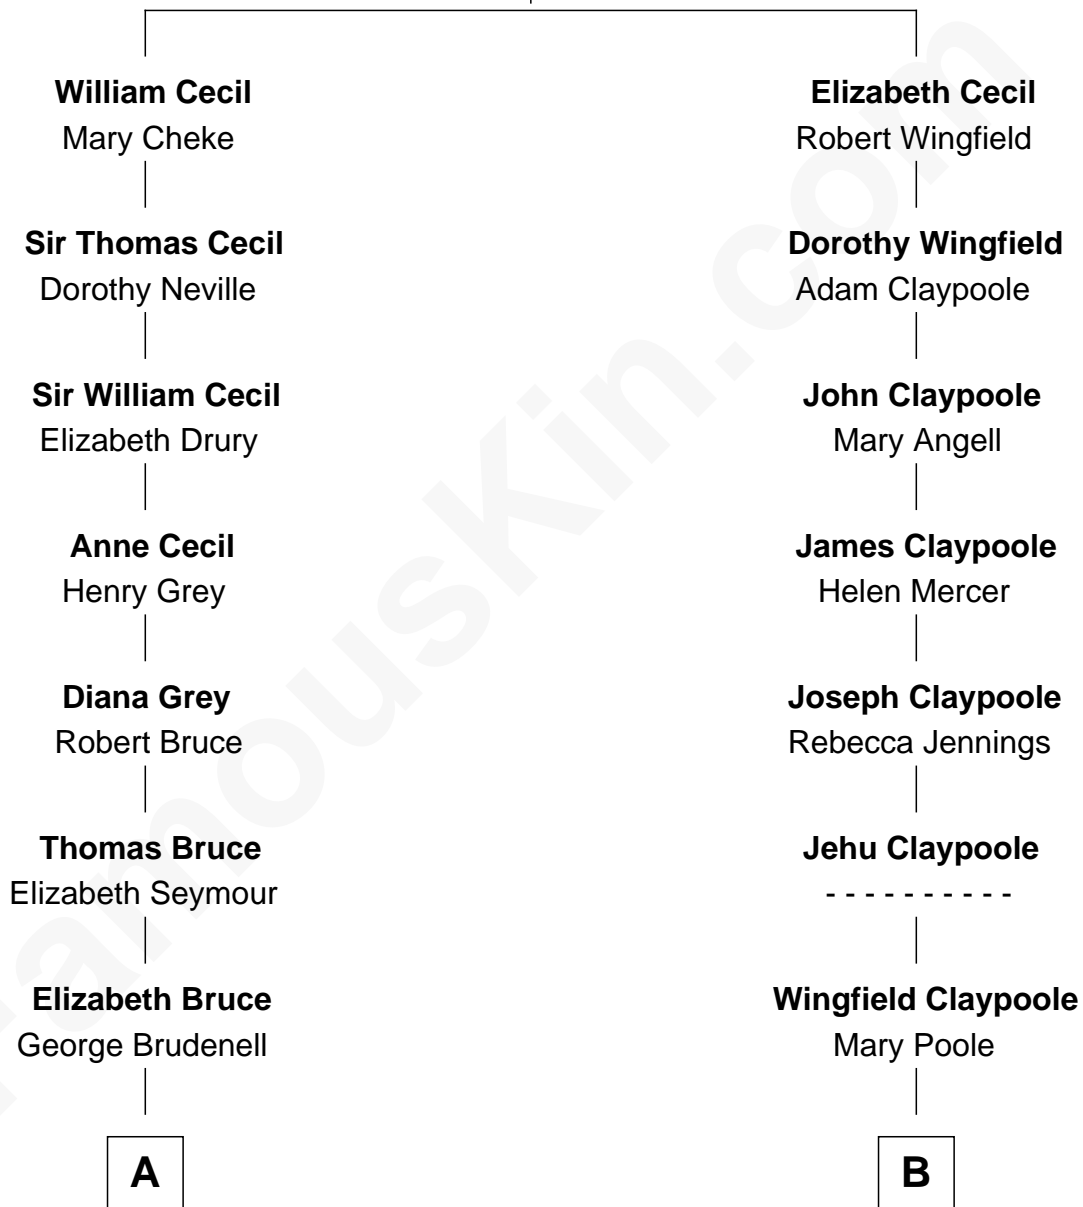 William Cecil
Mary Cheke
Sir Thomas Cecil
Dorothy Neville
Sir William Cecil
Elizabeth Drury
Anne Cecil
Henry Grey
Diana Grey
Robert Bruce
Thomas Bruce
Elizabeth Seymour
Elizabeth Bruce
George Brudenell
A
Elizabeth Cecil
Robert Wingfield
Dorothy Wingfield
Adam Claypoole
John Claypoole
Mary Angell
James Claypoole
Helen Mercer
Joseph Claypoole
Rebecca Jennings
Jehu Claypoole
- - - - - - - - - -
Wingfield Claypoole
Mary Poole
B
FamousKin.com